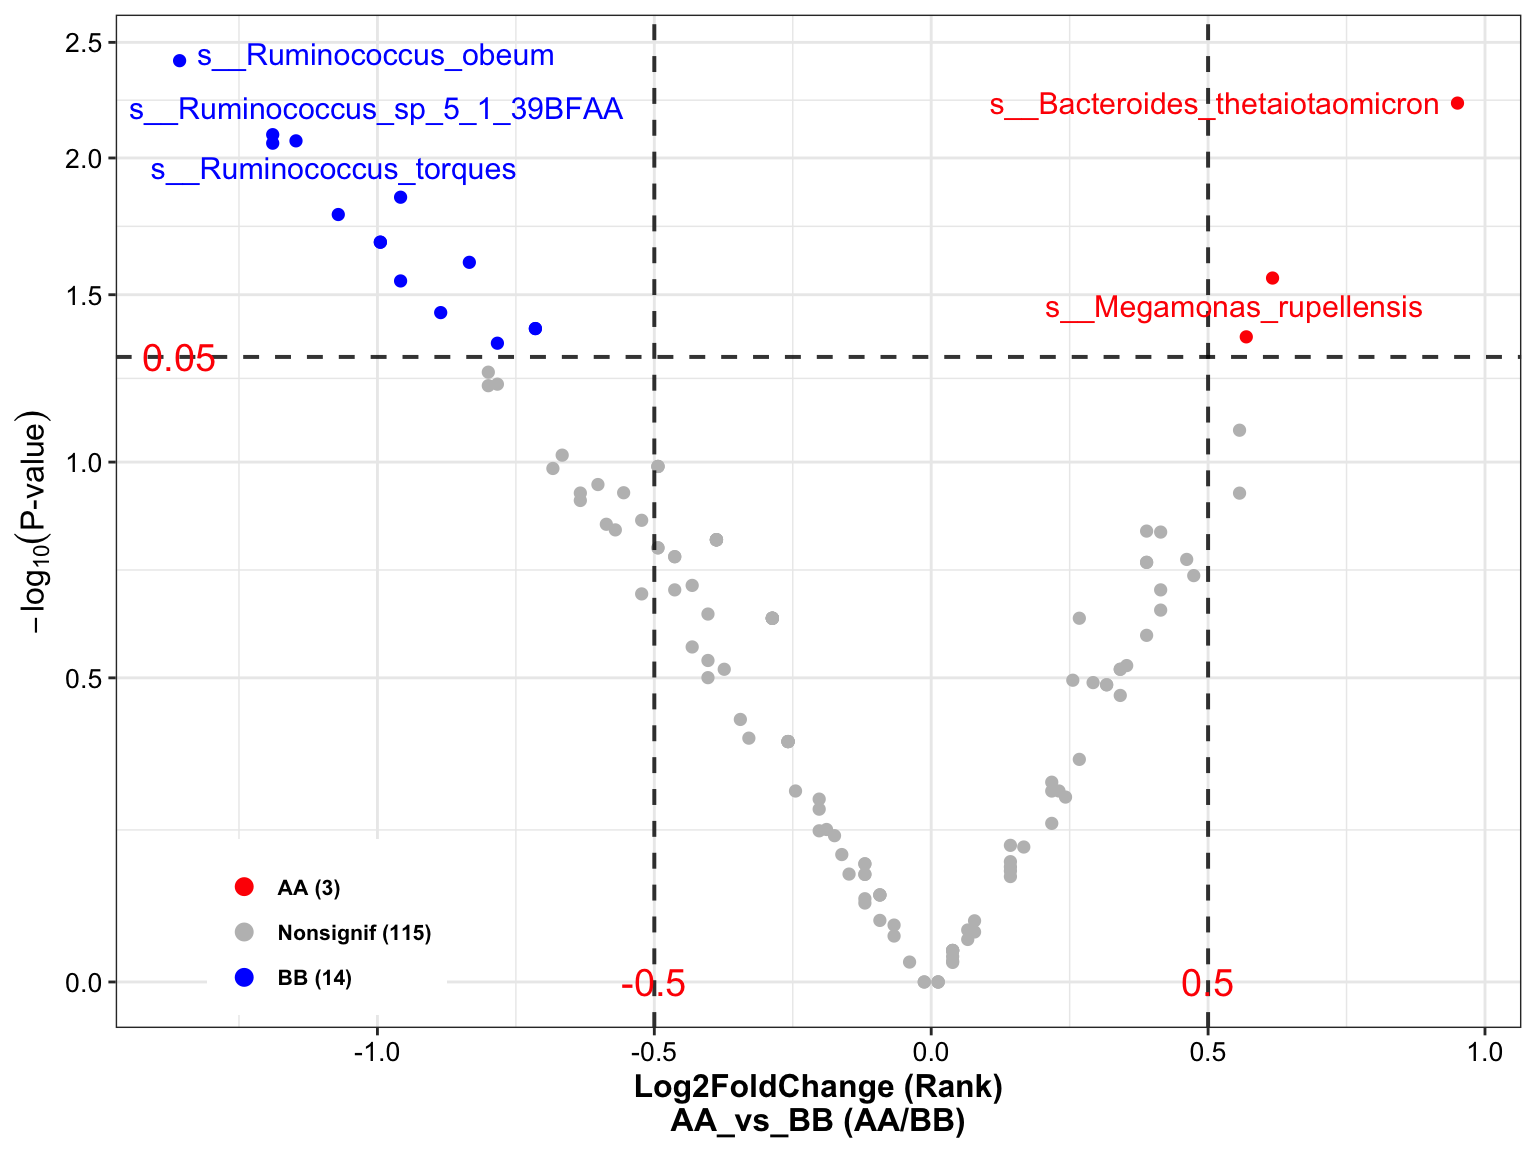 2.5
s__Ruminococcus_obeum
s__Bacteroides_thetaiotaomicron
s__Ruminococcus_sp_5_1_39BFAA
2.0
s__Ruminococcus_torques
1.5
s__Megamonas_rupellensis
0.05
1.0
−log10(P-value)
0.5
AA (3)
Nonsignif (115)
BB (14)
0.0
-0.5
0.5
-1.0
-0.5
0.0
0.5
1.0
Log2FoldChange (Rank)
AA_vs_BB (AA/BB)